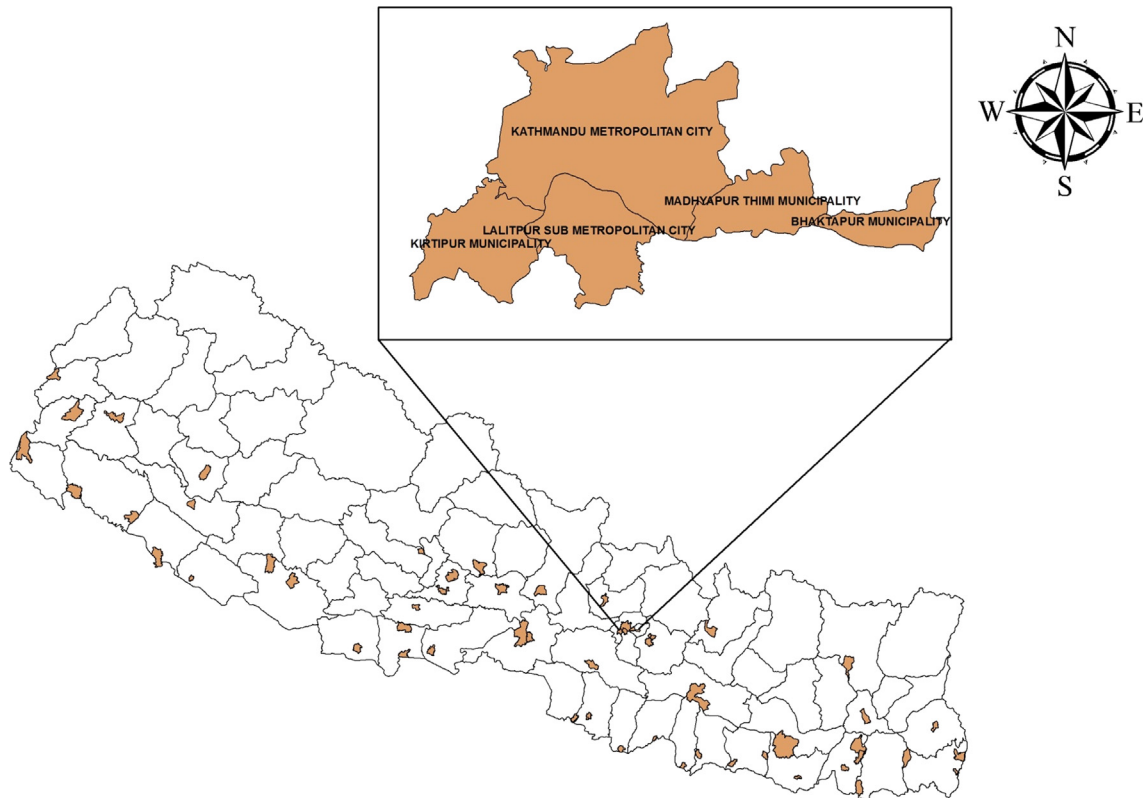 N
W
E
S
KATHMANDU METROPOLITAN CITY
MADHYAPUR THIMI MUNICIPALITY
BHAKTAPUR MUNICIPALITY
LALITPUR SUB METROPOLITAN CITY
KIRTIPUR MUNICIPALITY